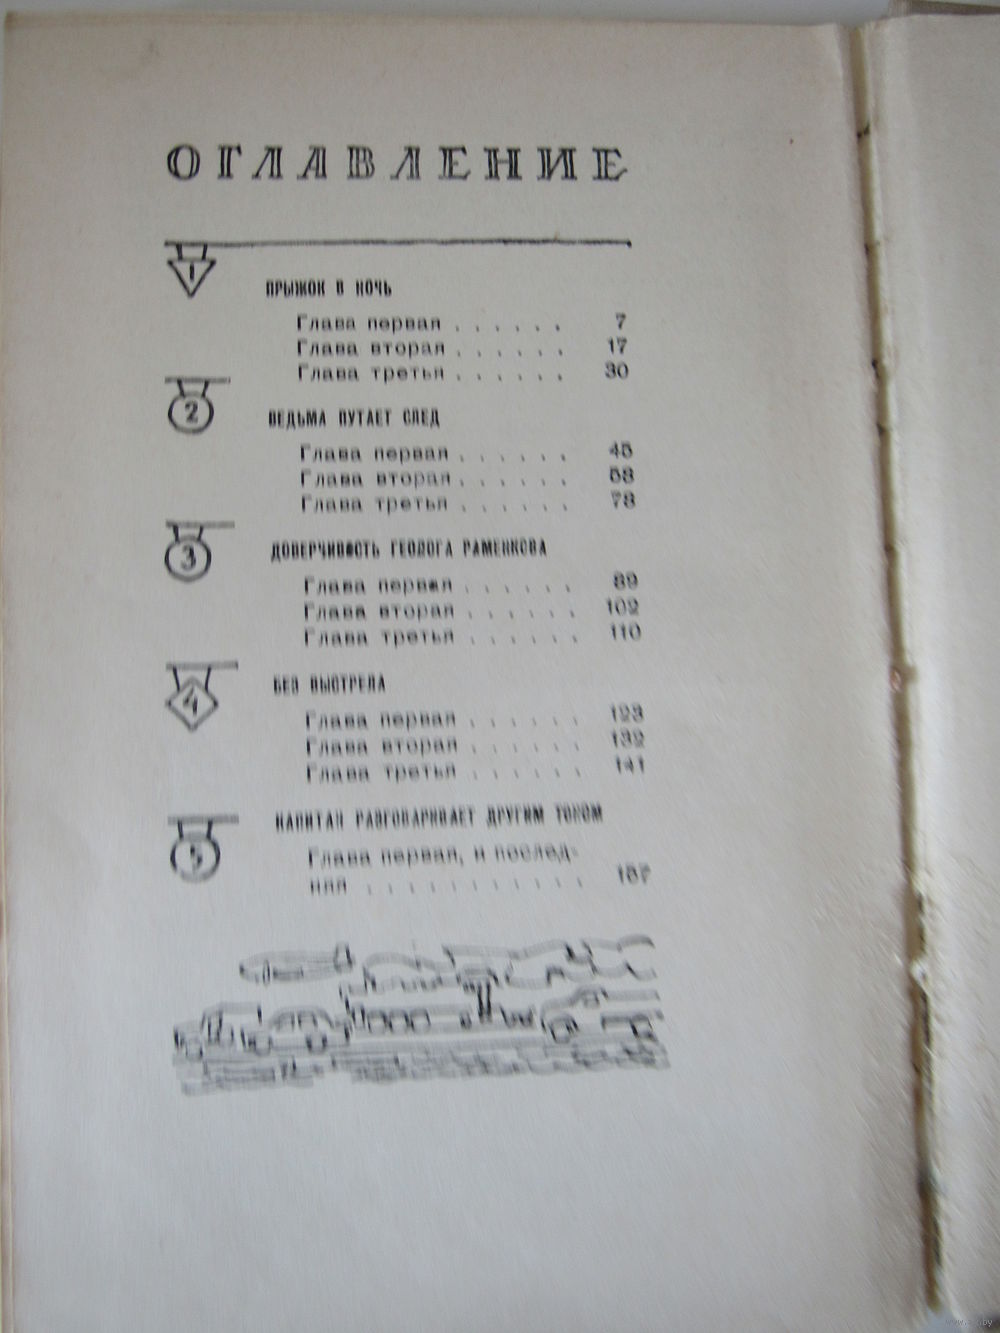 ОГЛАВЛЕНИЕ
1
ПРЫЖОК В НОЧЬ
Глава первая . . . . . . 7
Глава вторая . . . . . . 17
Глава третья . . . . . . 30
2
ВЕДЬМА ПУТАЕТ СЛЕД
Глава первая . . . . . . 45
Глава вторая . . . . . . 58
Глава третья . . . . . . 78
3
ДОВЕРЧИВОСТЬ ГЕОЛОГА РАМЕНКОВА
Глава первая . . . . . . 89
Глава вторая . . . . . . 102
Глава третья . . . . . . 110
4
БЕЗ ВЫСТРЕЛА
Глава первая . . . . . . 123
Глава вторая . . . . . . 132
Глава третья . . . . . . 141
5
КАПИТАН РАЗГОВАРИВАЕТ ДРУГИМ ТОНОМ
Глава первая, и послед-
няя . . . . . . . . . . .